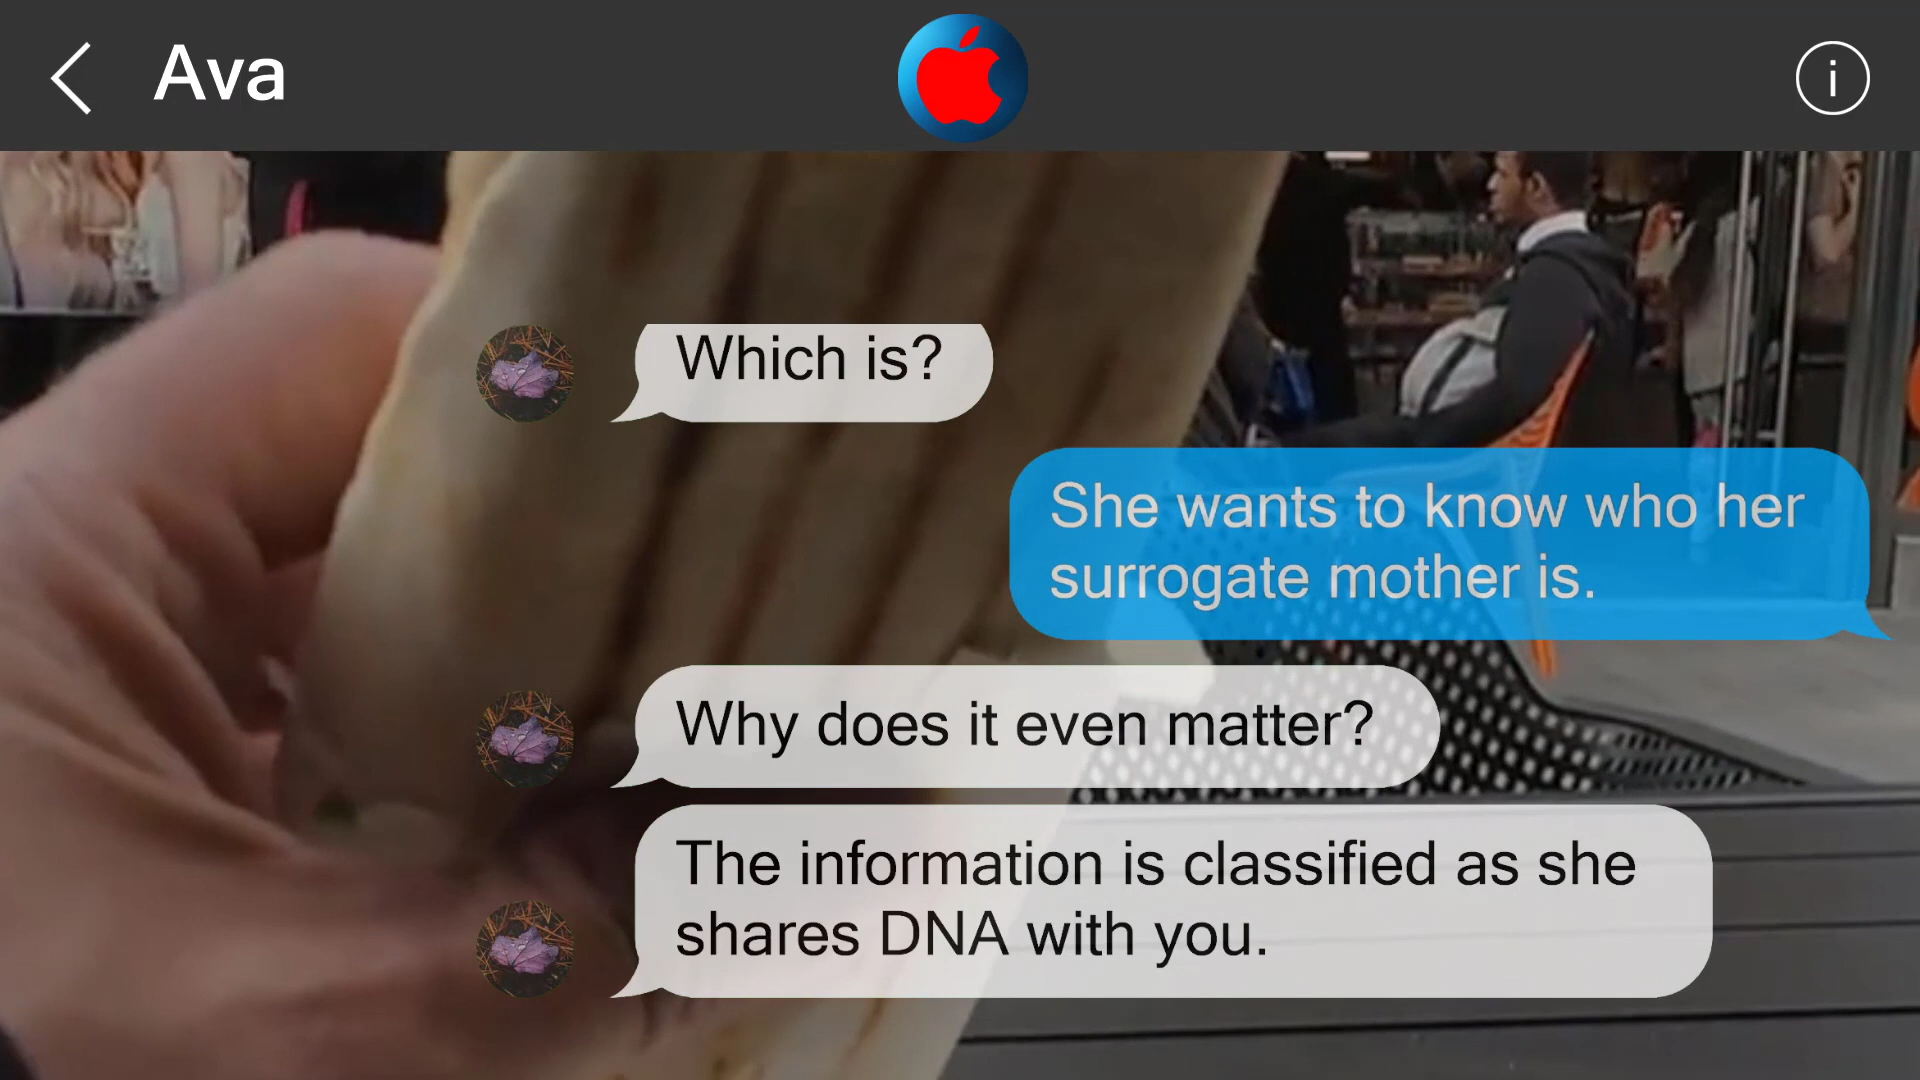 Ava
Which is?
She wants to know who her
surrogate mother is.
Why does it even matter?
The information is classified as she
shares DNA with you.